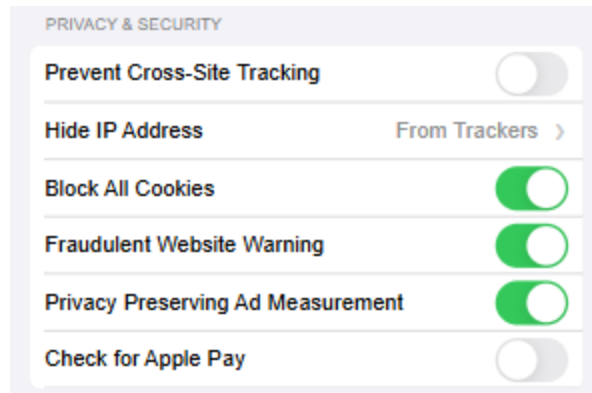 PRIVACY & SECURITY
Prevent Cross-Site Tracking
Hide IP Address From Trackers
Block All Cookies
Fraudulent Website Warning
Privacy Preserving Ad Measurement
Check for Apple Pay